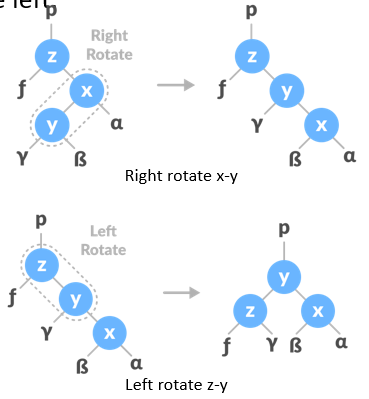 e left
p
Right
Rotate
z
ƒ
x
y
α
γ
ß
p
z
ƒ
y
γ
x
ß
α
Right rotate x-y
p
Left
Rotate
z
ƒ
y
γ
x
ß
α
p
y
z
x
ƒ
γ
ß
α
Left rotate z-y